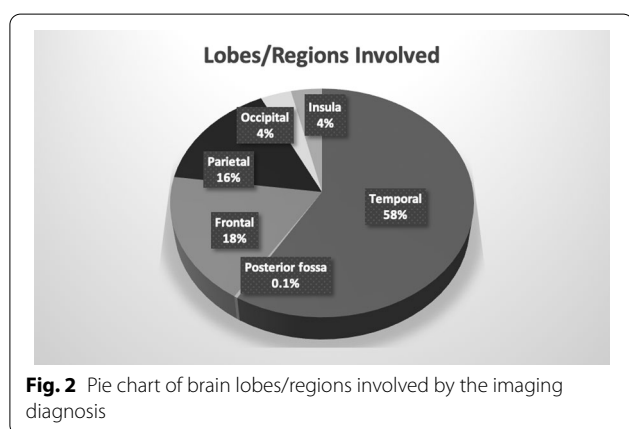 Lobes/Regions Involved
Insula
4%
Occipital
4%
Parietal
16%
Temporal
58%
Frontal
18%
Posterior fossa
0.1%
Fig. 2 Pie chart of brain lobes/regions involved by the imaging
diagnosis